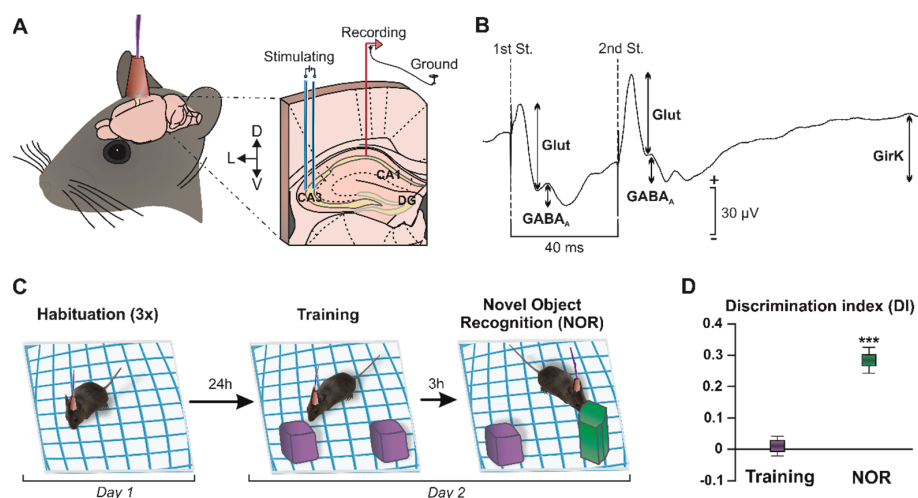 A
Stimulating
Recording
Ground
D
L
V
CA1
CA3
DG
B
1st St.
2nd St.
Glut
GABAA
Glut
GABAA
GirK
+
30 µV
-
40 ms
C
Habituation (3x)
24h
Training
3h
Novel Object
Recognition (NOR)
Day 1
Day 2
D
Discrimination index (DI)
0.4
0.3
0.2
0.1
0
-0.1
***
Training
NOR